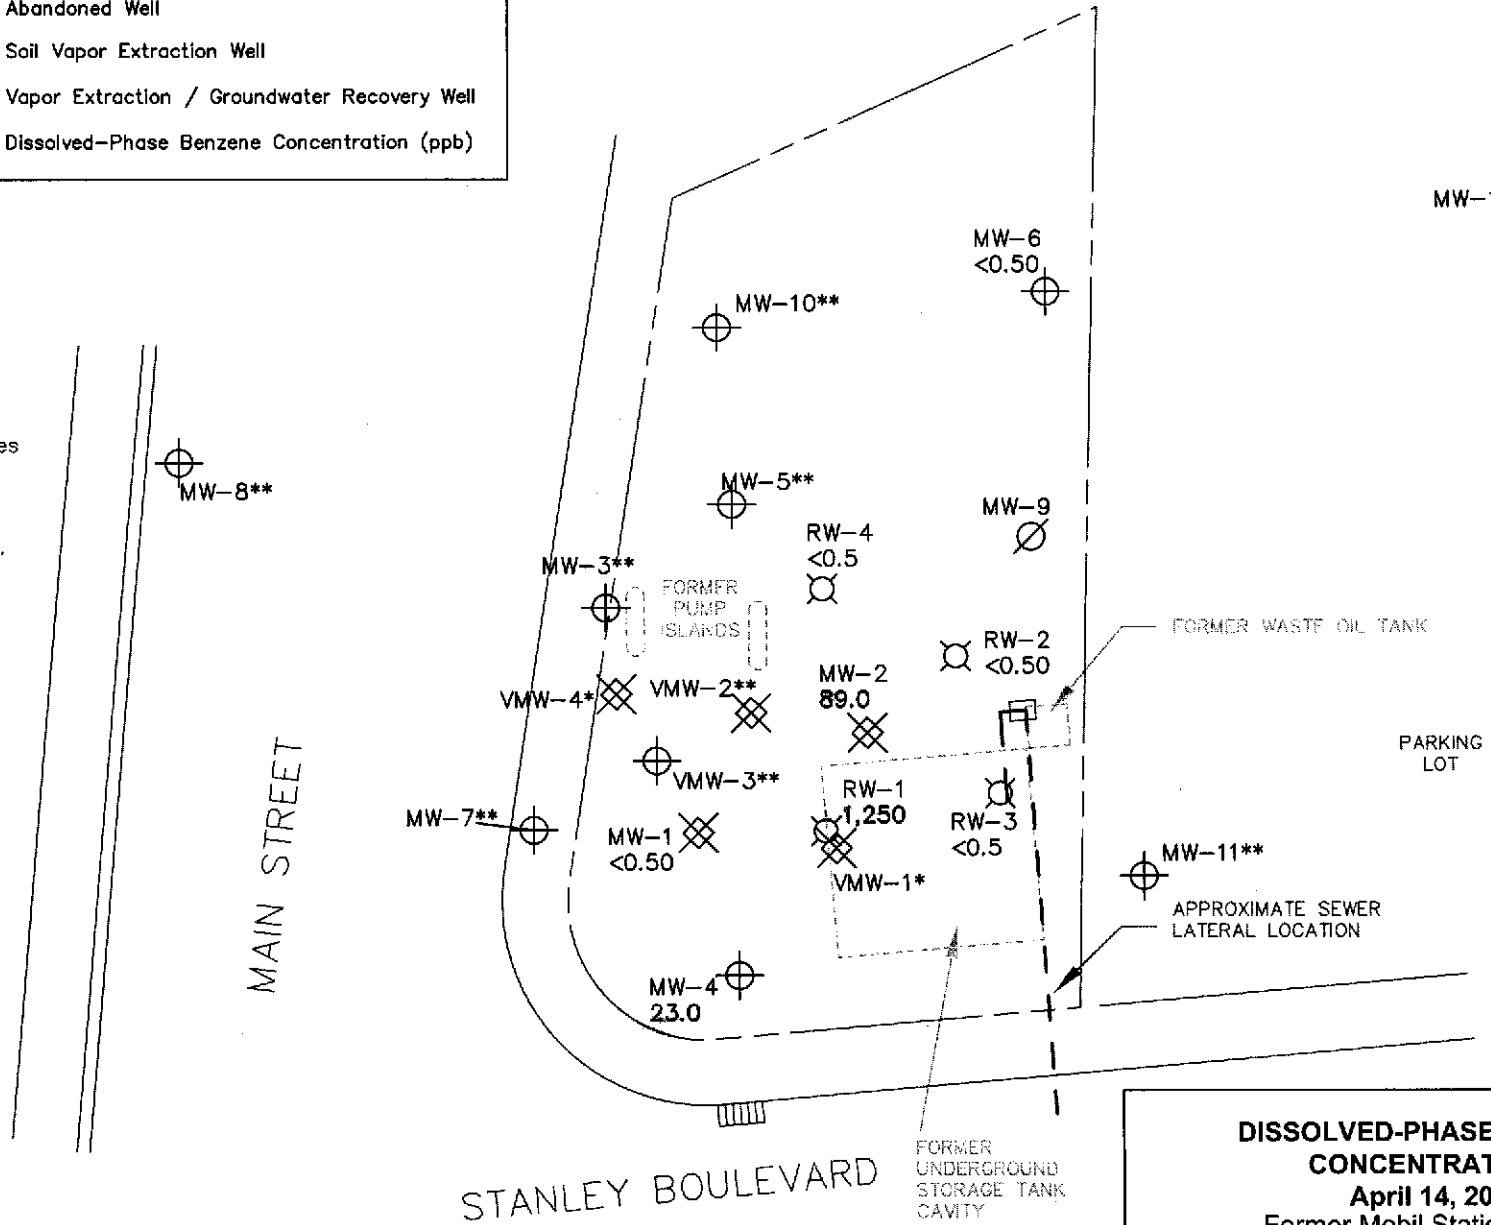 Abandoned Well
Soil Vapor Extraction Well
Vapor Extraction / Groundwater Recovery Well
Dissolved-Phase Benzene Concentration (ppb)
MW-6
<0.50
MW-10**
es
MW-8**
MW-5**
MW-9
RW-4
<0.5
MW-3**
FORMER
PUMP
ISLANDS
FORMER WASTE OIL TANK
RW-2
<0.50
MW-2
89.0
VMW-2**
VMW-4*
PARKING
LOT
VMW-3**
RW-1
1,250
MW-7**
MW-1
<0.50
RW-3
<0.5
MW-11**
VMW-1*
MAIN STREET
APPROXIMATE SEWER
LATERAL LOCATION
MW-4
23.0
FORMER
UNDERGROUND
STORAGE TANK
CAVITY
STANLEY BOULEVARD
DISSOLVED-PHASE
CONCENTRAT
April 14, 20
Former Mobil Stati